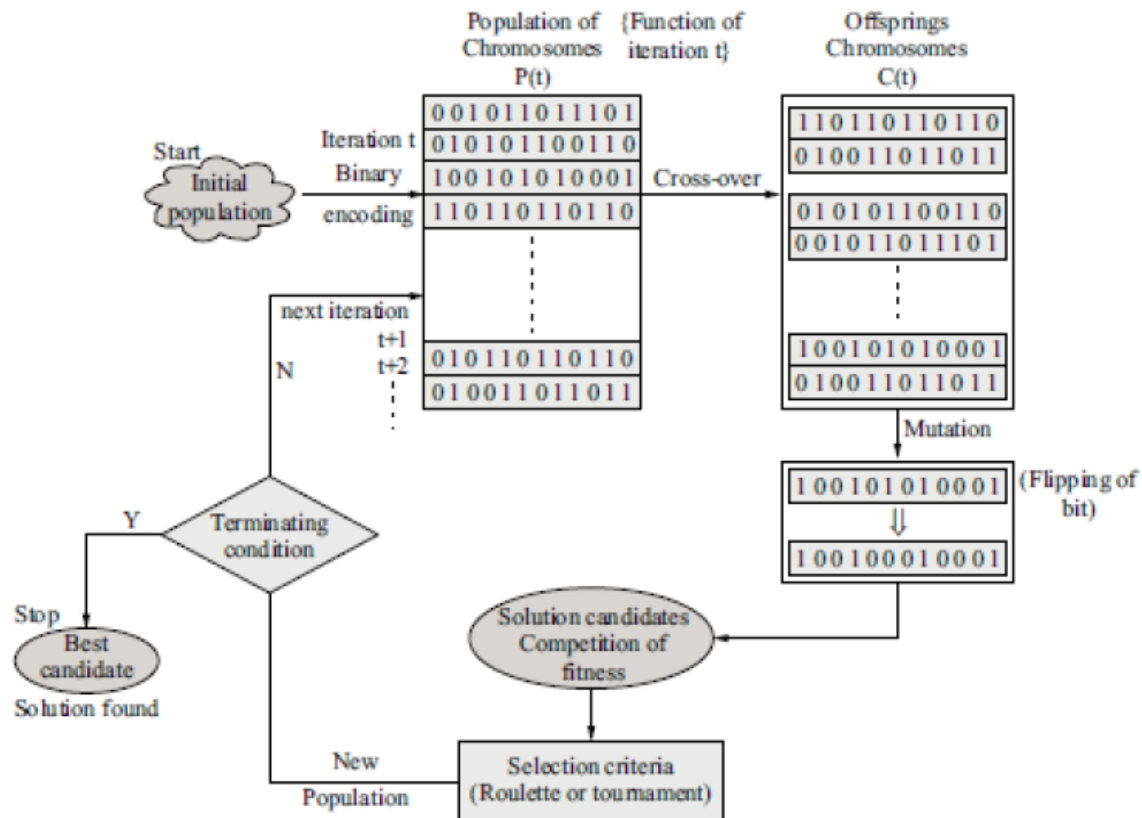 Population of
Chromosomes
P(t)
{Function of
iteration t}
Offsprings
Chromosomes
C(t)
Start
Initial
population
Iteration t
Binary
encoding
0 0 1 0 1 1 0 1 1 1 0 1
0 1 0 1 0 1 1 0 0 1 1 0
1 0 0 1 0 1 0 1 0 0 0 1
1 1 0 1 1 0 1 1 0 1 1 0
next iteration
t+1
t+2
0 1 0 1 1 0 1 1 0 1 1 0
0 1 0 0 1 1 0 1 1 0 1 1
Cross-over
1 1 0 1 1 0 1 1 0 1 1 0
0 1 0 0 1 1 0 1 1 0 1 1
0 1 0 1 0 1 1 0 0 1 1 0
0 0 1 0 1 1 0 1 1 1 0 1
1 0 0 1 0 1 0 1 0 0 0 1
0 1 0 0 1 1 0 1 1 0 1 1
Mutation
1 0 0 1 0 1 0 1 0 0 0 1
⇓
1 0 0 1 0 0 0 1 0 0 0 1
(Flipping of
bit)
Solution candidates
Competition of
fitness
Selection criteria
(Roulette or tournament)
New
Population
Terminating
condition
N
Y
Stop
Best
candidate
Solution found